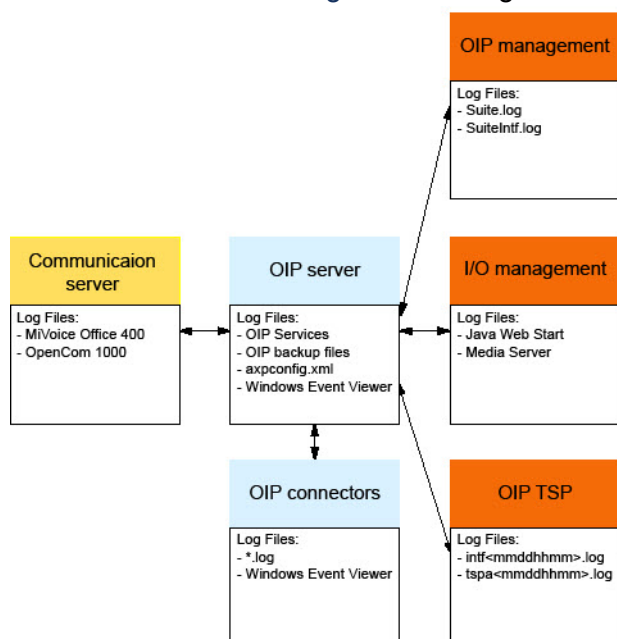 OIP management
Log Files:
- Suite.log
- SuiteIntf.log
Communicaion
server
Log Files:
- MiVoice Office 400
- OpenCom 1000
OIP server
Log Files:
- OIP Services
- OIP backup files
- axpconfig.xml
- Windows Event Viewer
I/O management
Log Files:
- Java Web Start
- Media Server
OIP connectors
Log Files:
- *.log
- Windows Event Viewer
OIP TSP
Log Files:
- intf<mmddhhmm>.log
- tspa<mmddhhmm>.log